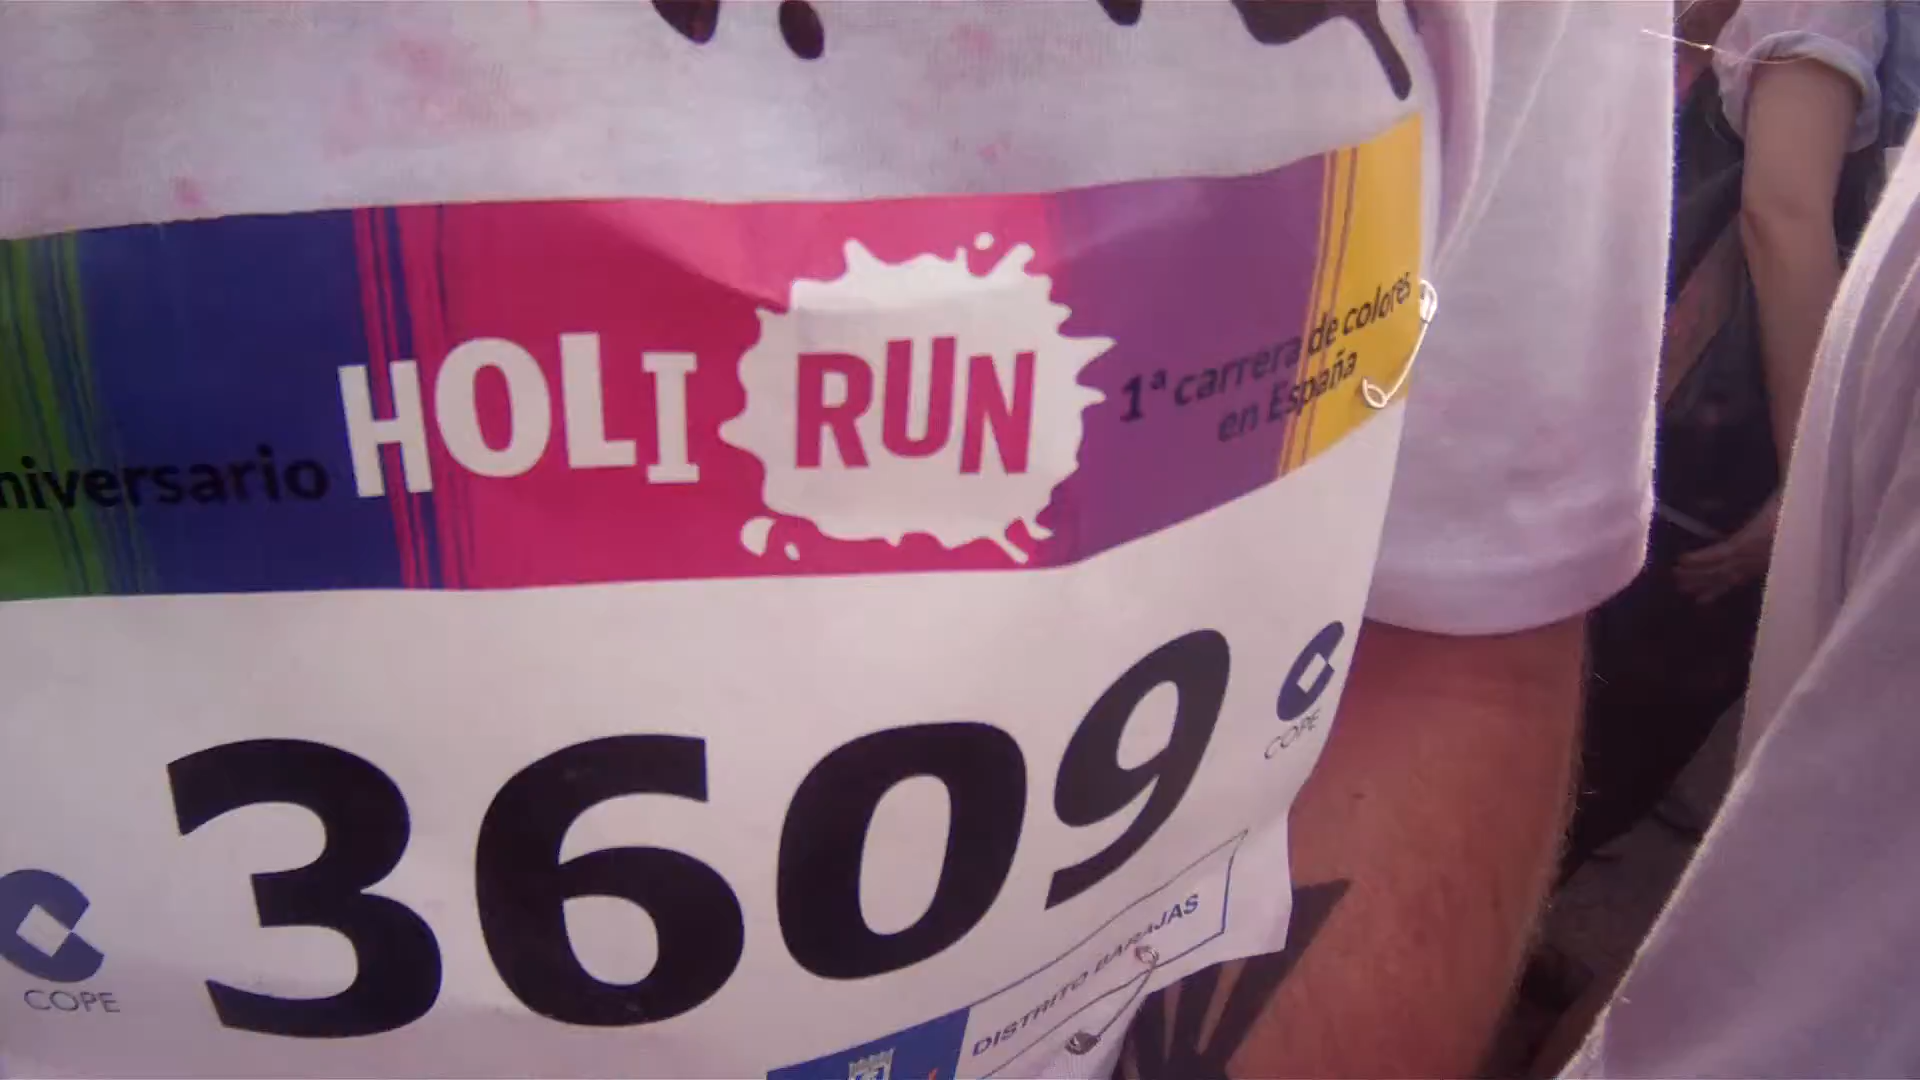 niversario
HOLI RUN
1ª carrera de colores
en España
3609
COPE
COPE
DISTRITO BARAJAS